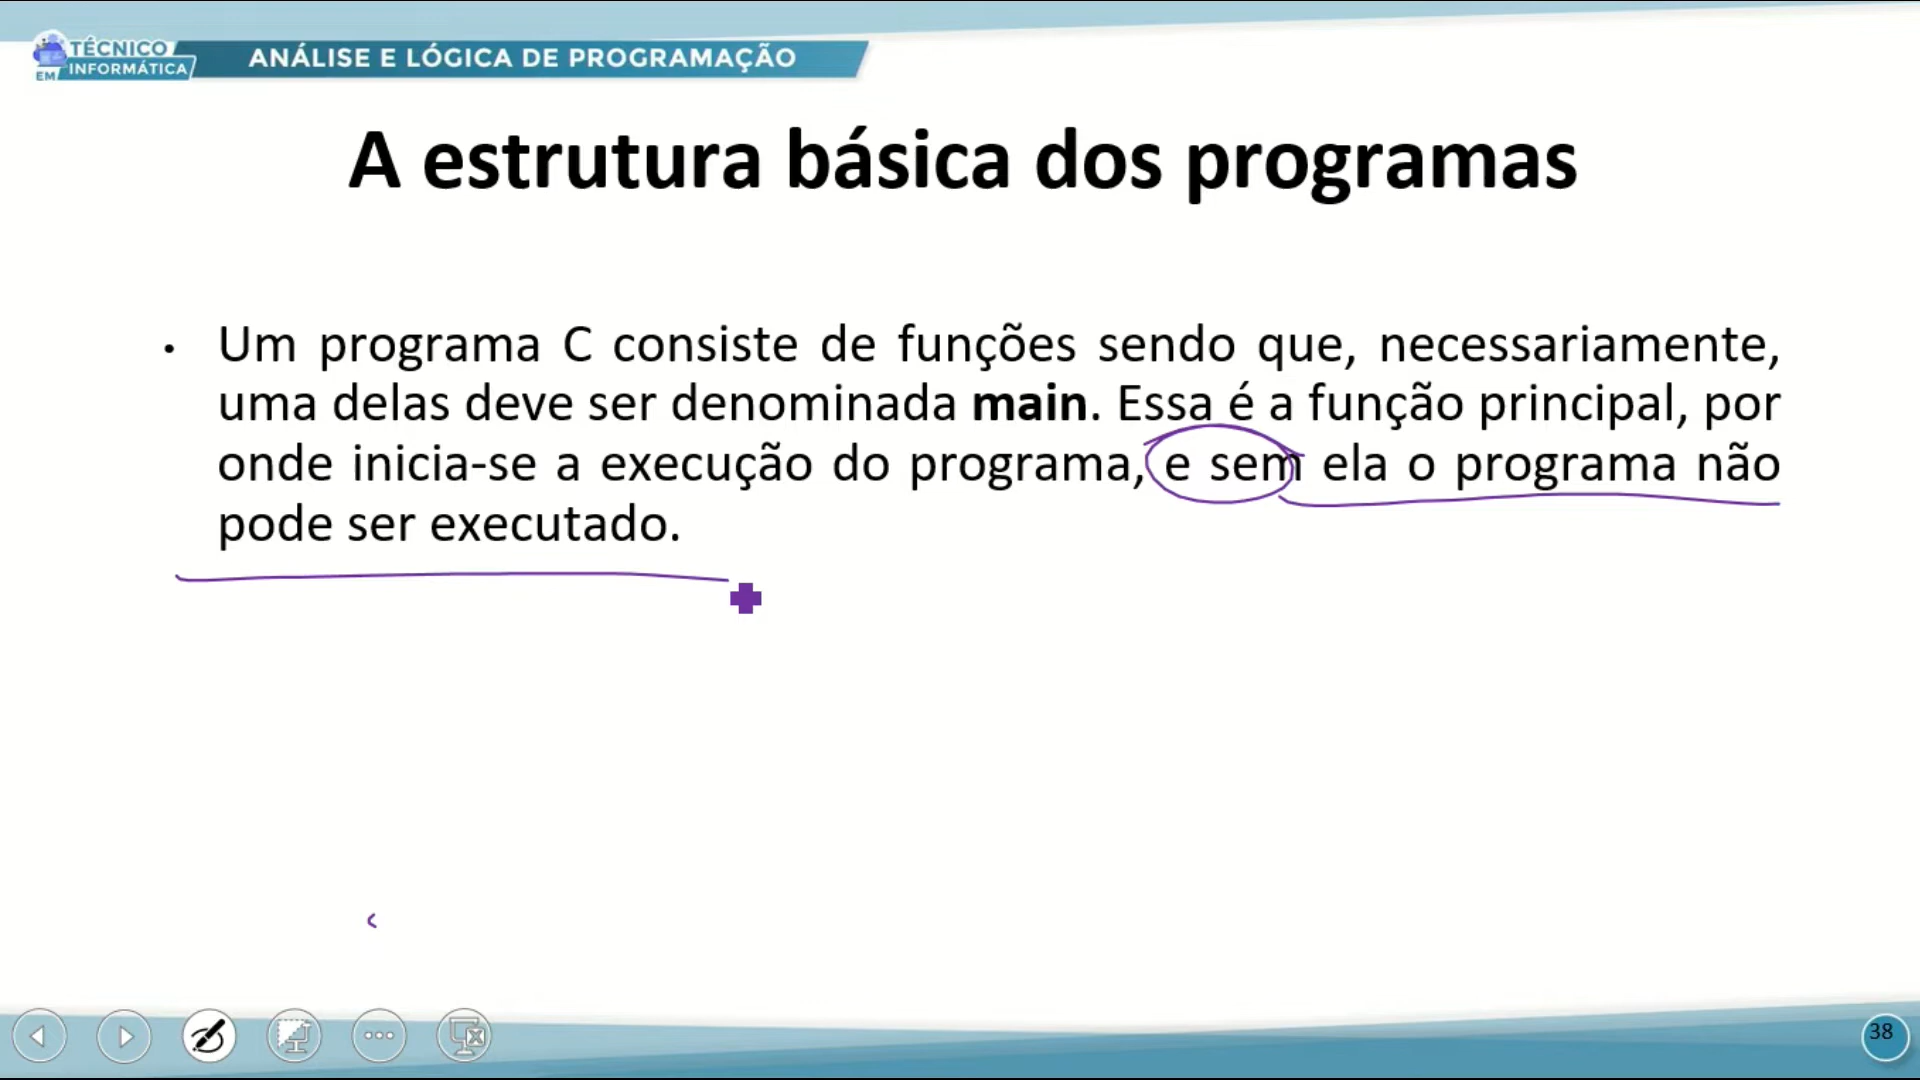 TÉCNICO
EM INFORMÁTICA
ANÁLISE E LÓGICA DE PROGRAMAÇÃO
A estrutura básica dos programas
• Um programa C consiste de funções sendo que, necessariamente,
uma delas deve ser denominada main. Essa é a função principal, por
onde inicia-se a execução do programa, e sem ela o programa não
pode ser executado.
38